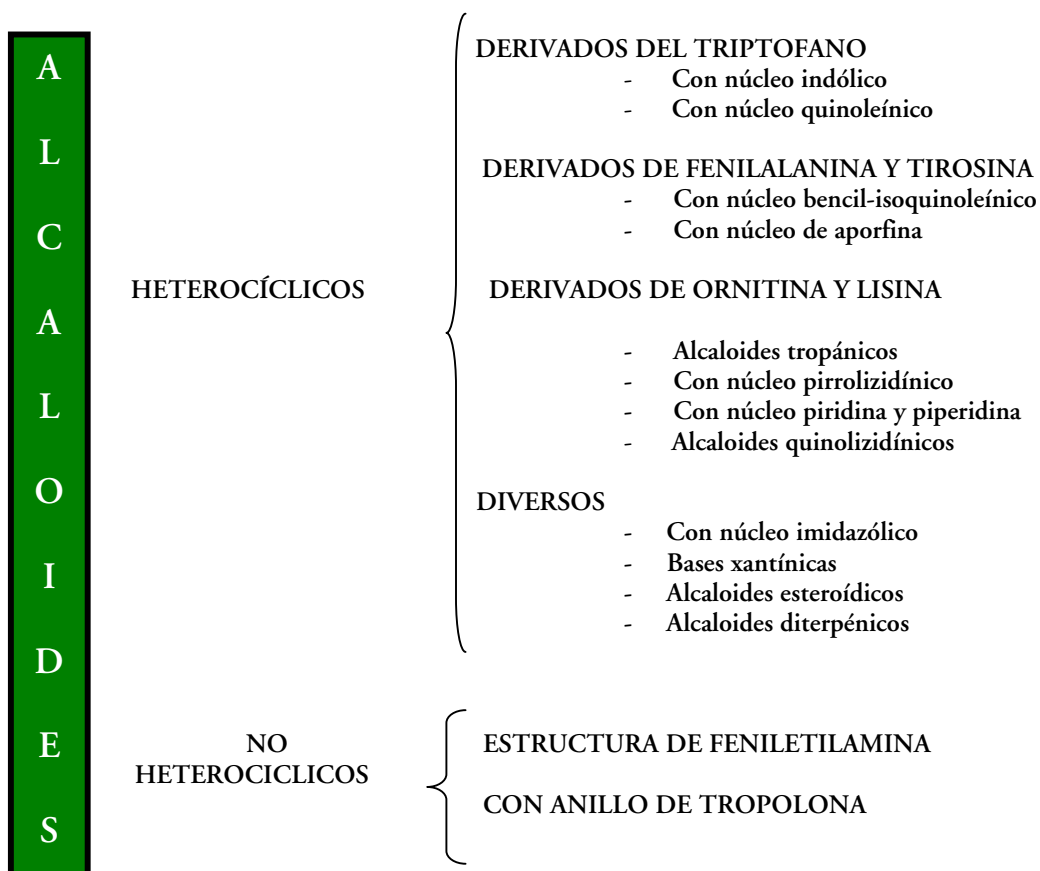 ALCALOIDES
HETEROCÍCLICOS
DERIVADOS DEL TRIPTOFANO
- Con núcleo indólico
- Con núcleo quinoleínico
DERIVADOS DE FENILALANINA Y TIROSINA
- Con núcleo bencil-isoquinoleínico
- Con núcleo de aporfina
DERIVADOS DE ORNITINA Y LISINA
- Alcaloides tropánicos
- Con núcleo pirrolizidínico
- Con núcleo piridina y piperidina
- Alcaloides quinolizidínicos
DIVERSOS
- Con núcleo imidazólico
- Bases xantínicas
- Alcaloides esteroídicos
- Alcaloides diterpénicos
NO
HETEROCICLICOS
ESTRUCTURA DE FENILETILAMINA
CON ANILLO DE TROPOLONA